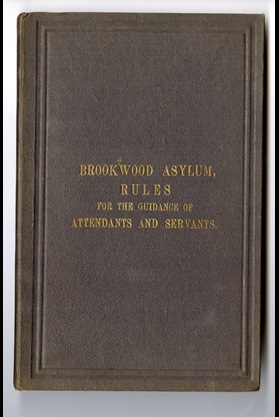 BROOKWOOD ASYLUM,
RULES
FOR THE GUIDANCE OF
ATTENDANTS AND SERVANTS.